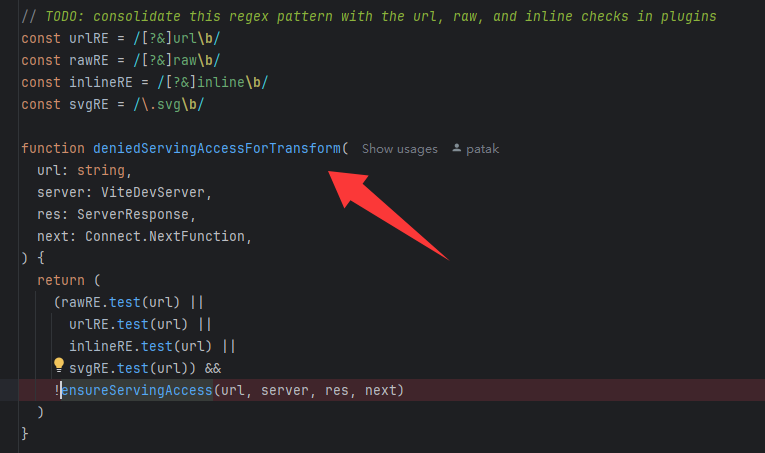 // TODO: consolidate this regex pattern with the url, raw, and inline checks in plugins
const urlRE = /[?&]url\b/
const rawRE = /[?&]raw\b/
const inlineRE = /[?&]inline\b/
const svgRE = /\.svg\b/
function deniedServingAccessForTransform( Show usages patak
url: string,
server: ViteDevServer,
res: ServerResponse,
next: Connect.NextFunction,
) {
return (
(rawRE.test(url) ||
urlRE.test(url) ||
inlineRE.test(url) ||
svgRE.test(url)) &&
!ensureServingAccess(url, server, res, next)
)
}